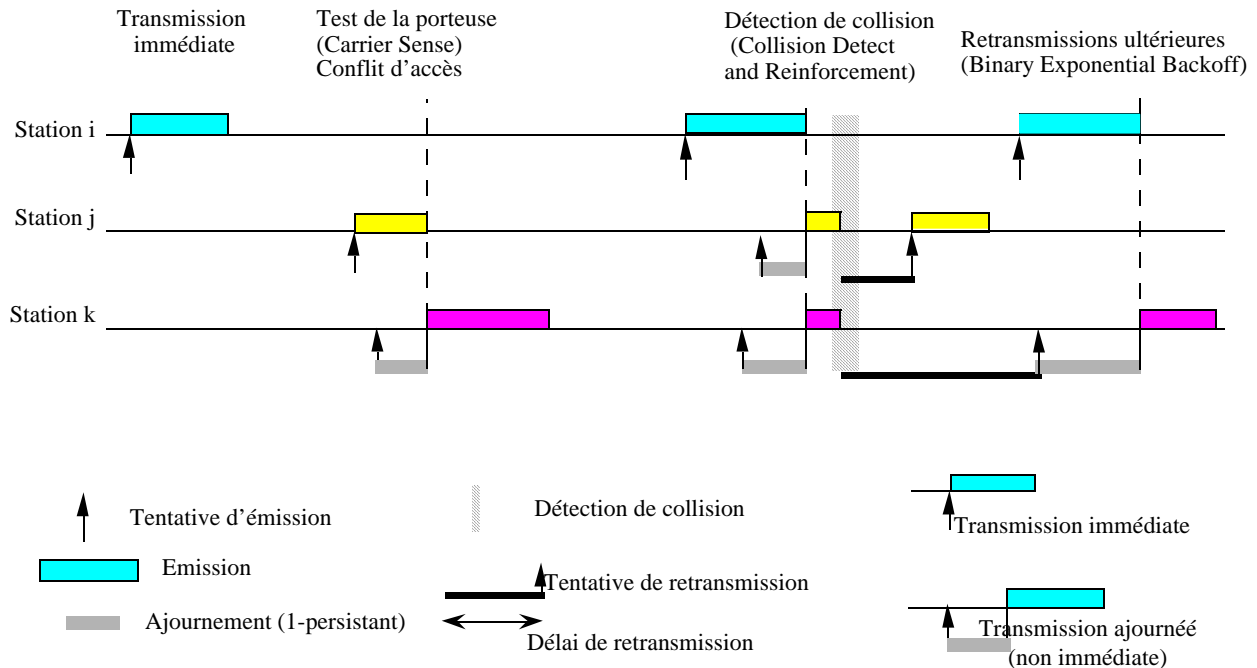 Transmission
immédiate
Test de la porteuse
(Carrier Sense)
Conflit d'accès
Détection de collision
(Collision Detect
and Reinforcement)
Retransmissions ultérieures
(Binary Exponential Backoff)
Station i
Station j
Station k
Tentative d'émission
Emission
Ajournement (1-persistant)
Détection de collision
Tentative de retransmission
Délai de retransmission
Transmission immédiate
Transmission ajournéé
(non immédiate)